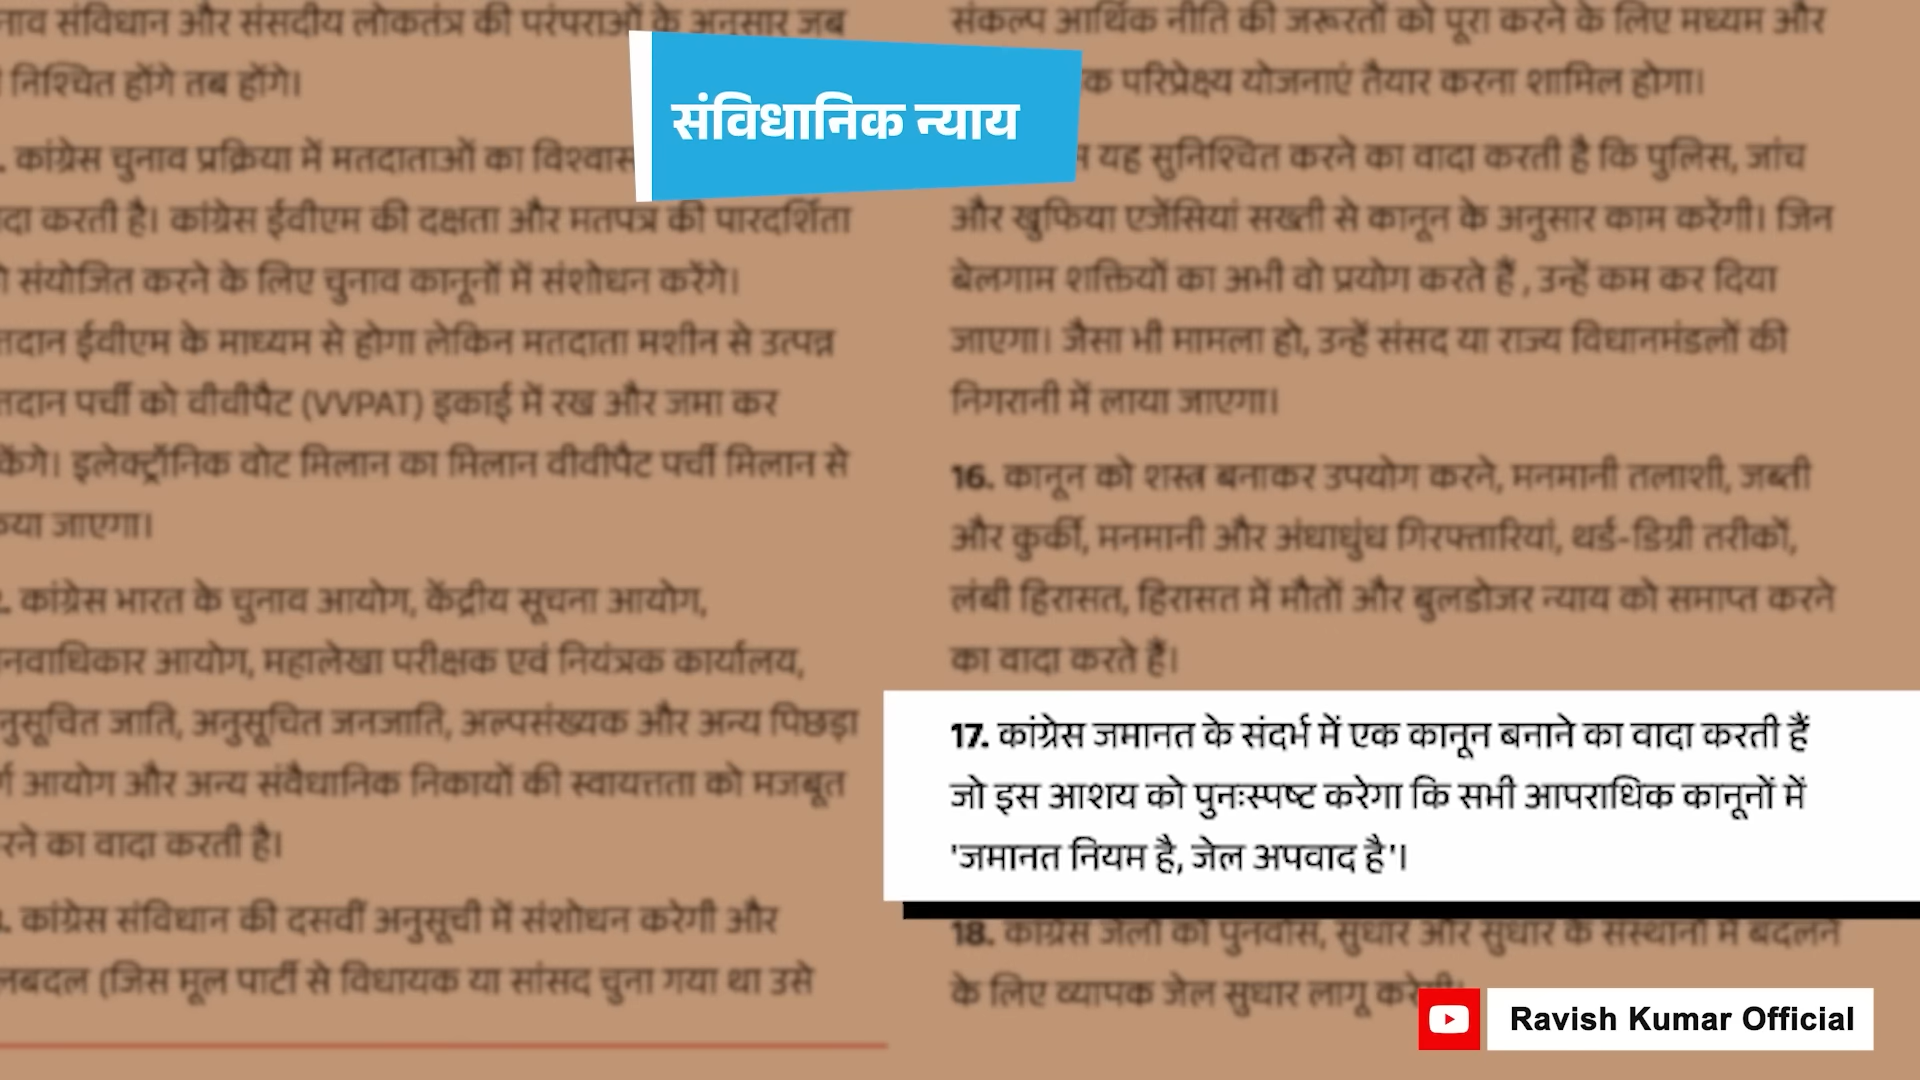 संविधानिक न्याय
नाव संविधान और संसदीय लोकतंत्र की परंपराओं के अनुसार जब
निश्चित होंगे तब होंगे।
. कांग्रेस चुनाव प्रक्रिया में मतदाताओं का विश्वास
दा करती है। कांग्रेस ईवीएम की दक्षता और मतपत्र की पारदर्शिता
संयोजित करने के लिए चुनाव कानूनों में संशोधन करेंगे।
तदान ईवीएम के माध्यम से होगा लेकिन मतदाता मशीन से उत्पन्न
तदान पर्ची को वीवीपैट (VVPAT) इकाई में रख और जमा कर
केंगे। इलेक्ट्रॉनिक वोट मिलान का मिलान वीवीपैट पर्ची मिलान से
या जाएगा।
. कांग्रेस भारत के चुनाव आयोग, केंद्रीय सूचना आयोग,
नवाधिकार आयोग, महालेखा परीक्षक एवं नियंत्रक कार्यालय,
नुसूचित जाति, अनुसूचित जनजाति, अल्पसंख्यक और अन्य पिछड़ा
आयोग और अन्य संवैधानिक निकायों की स्वायत्तता को मजबूत
रने का वादा करती है।
. कांग्रेस संविधान की दसवीं अनुसूची में संशोधन करेगी और
लबदल (जिस मूल पार्टी से विधायक या सांसद चुना गया था उसे
संकल्प आर्थिक नीति की जरूरतों को पूरा करने के लिए मध्यम और
क परिप्रेक्ष्य योजनाएं तैयार करना शामिल होगा।
यह सुनिश्चित करने का वादा करती है कि पुलिस, जांच
और खुफिया एजेंसियां सख्ती से कानून के अनुसार काम करेंगी। जिन
बेलगाम शक्तियों का अभी वो प्रयोग करते हैं , उन्हें कम कर दिया
जाएगा। जैसा भी मामला हो, उन्हें संसद या राज्य विधानमंडलों की
निगरानी में लाया जाएगा।
16. कानून को शस्त्र बनाकर उपयोग करने, मनमानी तलाशी, जब्ती
और कुर्की, मनमानी और अंधाधुंध गिरफ्तारियां, थर्ड-डिग्री तरीकों,
लंबी हिरासत, हिरासत में मौतों और बुलडोजर न्याय को समाप्त करने
का वादा करते हैं।
17. कांग्रेस जमानत के संदर्भ में एक कानून बनाने का वादा करती हैं
जो इस आशय को पुनःस्पष्ट करेगा कि सभी आपराधिक कानूनों में
'जमानत नियम है, जेल अपवाद है'।
18. कांग्रेस जेलों को पुनर्वास, सुधार और सुधार के संस्थानों में बदलने
के लिए व्यापक जेल सुधार लागू करेगी।
Ravish Kumar Official